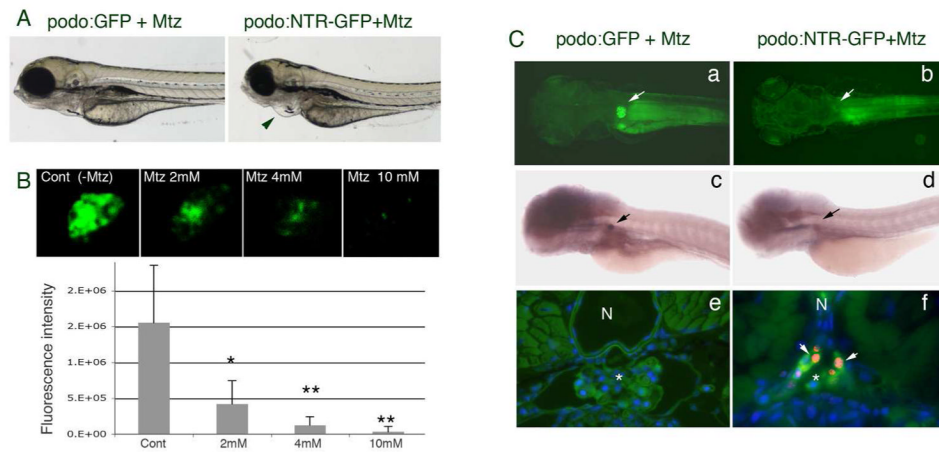 A
podo:GFP + Mtz podo:NTR-GFP+Mtz
B
Cont (-Mtz) Mtz 2mM Mtz 4mM Mtz 10 mM
Fluorescence intensity
2.E+06
2.E+06
1.E+06
5.E+05
0.E+00
* ** **
Cont 2mM 4mM 10mM
C
podo:GFP + Mtz podo:NTR-GFP+Mtz
a b
c d
N e N f
* *